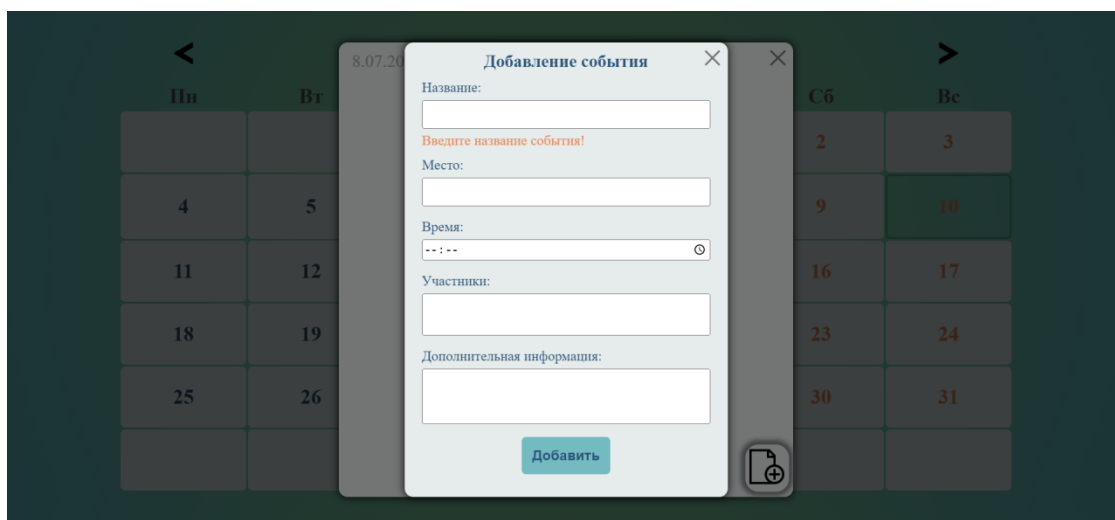 <
>
8.07.20
Добавление события
Пн
Вт
Сб
Вс
Название:
Введите название события!
2
3
Место:
4
5
9
10
Время:
--:--
11
12
16
17
Участники:
18
19
23
24
Дополнительная информация:
25
26
30
31
Добавить